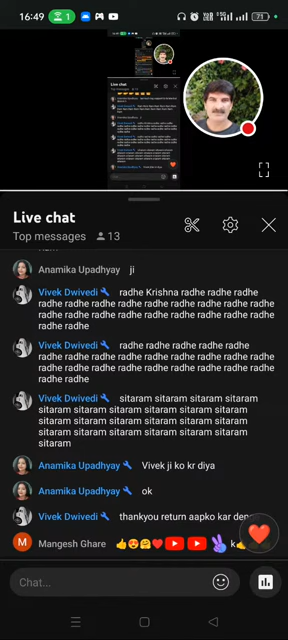 16:49
1
71
Live chat
Top messages 13
Anamika Upadhyay ji
Vivek Dwivedi radhe Krishna radhe radhe radhe
radhe radhe radhe radhe radhe radhe radhe radhe
radhe radhe radhe radhe radhe radhe radhe radhe
radhe radhe
Vivek Dwivedi radhe radhe radhe radhe radhe
radhe radhe radhe radhe radhe radhe radhe radhe
radhe radhe radhe radhe radhe radhe radhe radhe
radhe radhe
Vivek Dwivedi sitaram sitaram sitaram sitaram
sitaram sitaram sitaram sitaram sitaram sitaram
sitaram sitaram sitaram sitaram sitaram sitaram
sitaram sitaram sitaram sitaram sitaram sitaram
sitaram
Anamika Upadhyay Vivek ji ko kr diya
Anamika Upadhyay ok
Vivek Dwivedi thankyou return aapko kar
M Mangesh Ghare
Chat...